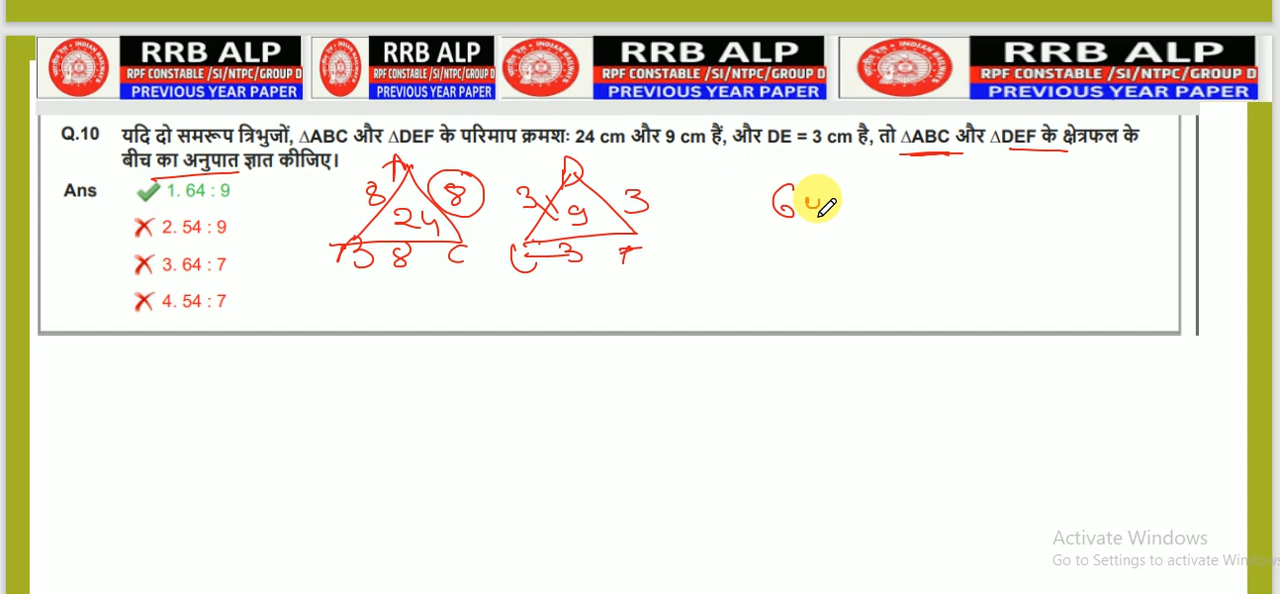 RRB ALP RRB ALP RRB ALP RRB ALP
RPF CONSTABLE /SI/NTPC/GROUP D RPF CONSTABLE /SI/NTPC/GROUP D RPF CONSTABLE /SI/NTPC/GROUP D RPF CONSTABLE /SI/NTPC/GROUP D
PREVIOUS YEAR PAPER PREVIOUS YEAR PAPER PREVIOUS YEAR PAPER PREVIOUS YEAR PAPER
Q.10 यदि दो समरूप त्रिभुजों, △ABC और △DEF के परिमाप क्रमशः 24 cm और 9 cm हैं, और DE = 3 cm है, तो △ABC और △DEF के क्षेत्रफल के
बीच का अनुपात ज्ञात कीजिए।
Ans 1. 64 : 9
2. 54 : 9
3. 64 : 7
4. 54 : 7
A D
8 8 3 3 64
24 9
B 8 C 3 F
Activate Windows
Go to Settings to activate Windows